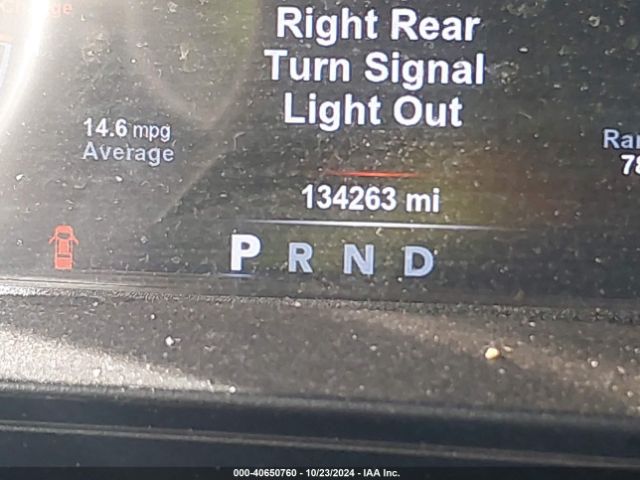 Right Rear
Turn Signal
Light Out
14.6 mpg
Average
134263 mi
P R N D
000-40650760 - 10/23/2024 - IAA Inc.